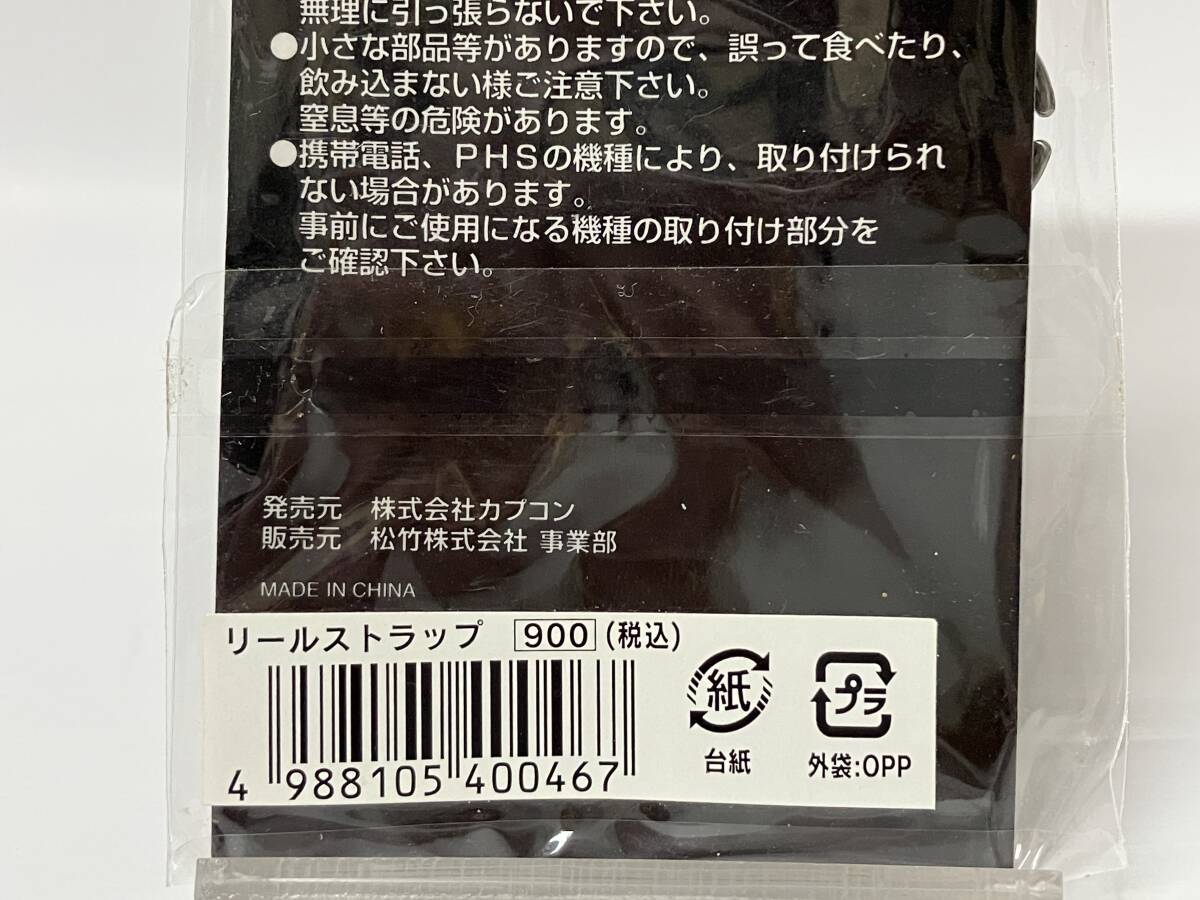 無理に引っ張らないで下さい。
●小さな部品等がありますので、誤って食べたり、
飲み込まない様ご注意下さい。
窒息等の危険があります。
●携帯電話、PHSの機種により、取り付けられ
ない場合があります。
事前にご使用になる機種の取り付け部分を
ご確認下さい。
発売元 株式会社カプコン
販売元 松竹株式会社 事業部
MADE IN CHINA
リールストラップ 900 (税込)
4 988105 400467
紙
台紙
プラ
外袋:OPP